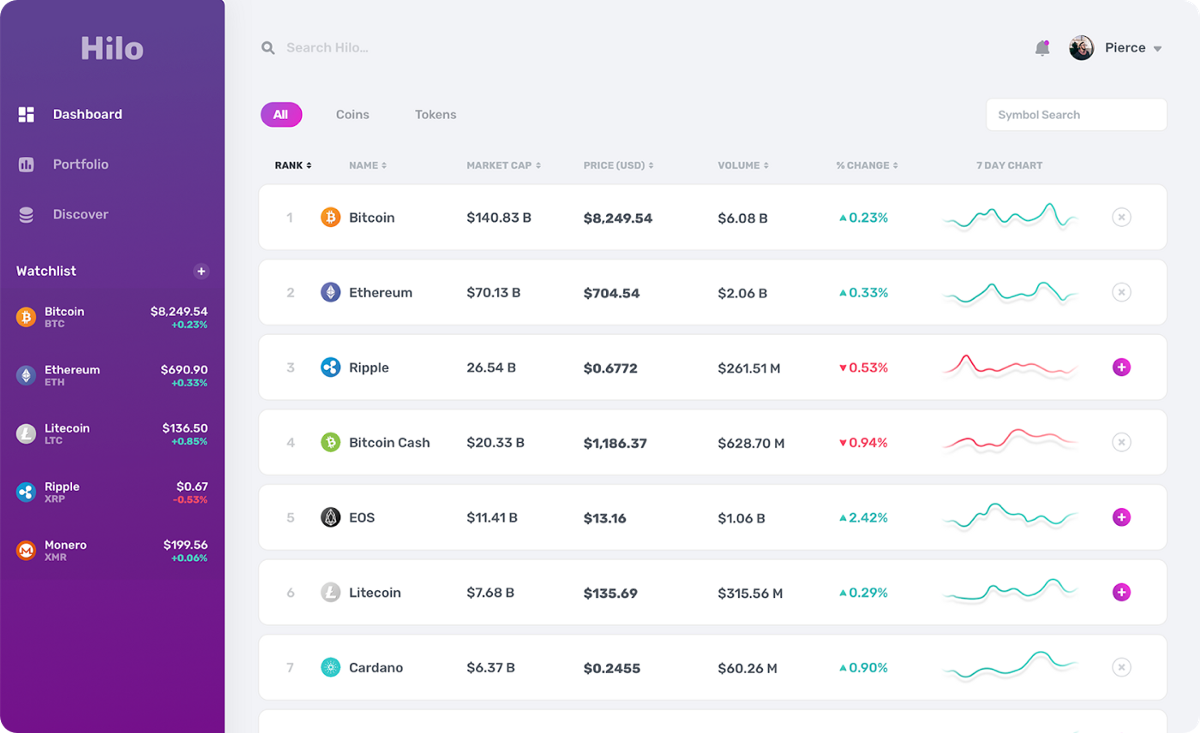 Hilo
Dashboard
Portfolio
Discover
Watchlist
Bitcoin $8,249.54
BTC +0.23%
Ethereum $690.90
ETH +0.33%
Litecoin $136.50
LTC +0.85%
Ripple $0.67
XRP -0.53%
Monero $199.56
XMR +0.06%
Search Hilo...
Pierce
All Coins Tokens
Symbol Search
RANK NAME MARKET CAP PRICE (USD) VOLUME % CHANGE 7 DAY CHART
1 Bitcoin $140.83 B $8,249.54 $6.08 B 0.23%
2 Ethereum $70.13 B $704.54 $2.06 B 0.33%
3 Ripple 26.54 B $0.6772 $261.51 M 0.53%
4 Bitcoin Cash $20.33 B $1,186.37 $628.70 M 0.94%
5 EOS $11.41 B $13.16 $1.06 B 2.42%
6 Litecoin $7.68 B $135.69 $315.56 M 0.29%
7 Cardano $6.37 B $0.2455 $60.26 M 0.90%